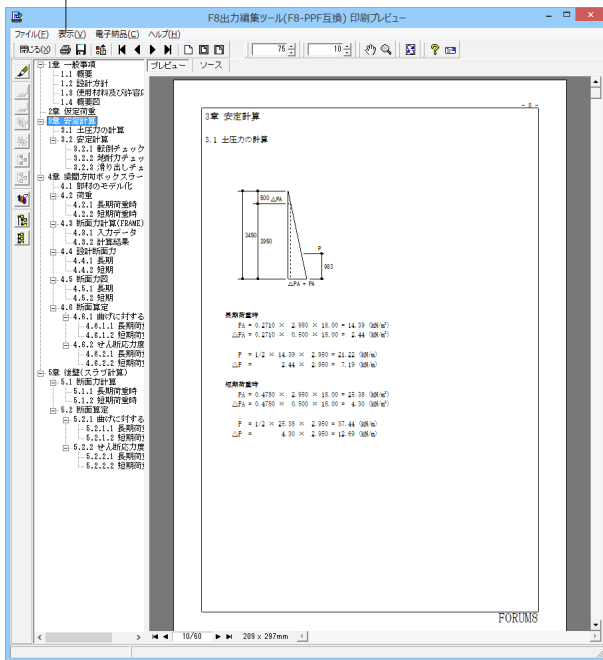 F8出力編集ツール(F8-PPF互換) 印刷プレビュー
ファイル(F) 表示(V) 電子納品(C) ヘルプ(H)
閉じる(X) 75 10
プレビュー ソース
1章 一般事項
1.1 概要
1.2 設計方針
1.3 使用材料及び許容応
1.4 概要図
2章 仮定荷重
3章 安定計算
3.1 土圧力の計算
3.2 安定計算
3.2.1 転倒チェック
3.2.2 地耐力チェッ
3.2.3 滑り出しチェ
4章 梁間方向ボックスラー
4.1 部材のモデル化
4.2 荷重
4.2.1 長期荷重時
4.2.2 短期荷重時
4.3 断面力計算(FRAME)
4.3.1 入力データ
4.3.2 計算結果
4.4 設計断面力
4.4.1 長期
4.4.2 短期
4.5 断面力図
4.5.1 長期
4.5.2 短期
4.6 断面算定
4.6.1 曲げに対する
4.6.1.1 長期荷重
4.6.1.2 短期荷重
4.6.2 せん断応力度
4.6.2.1 長期荷重
4.6.2.2 短期荷重
5章 後壁(スラブ計算)
5.1 断面力計算
5.1.1 長期荷重時
5.1.2 短期荷重時
5.2 断面算定
5.2.1 曲げに対する
5.2.1.1 長期荷重
5.2.1.2 短期荷重
5.2.2 せん断応力度
5.2.2.1 長期荷重
5.2.2.2 短期荷重
- 8 -
3章 安定計算
3.1 土圧力の計算
500 △PA
3450 2950
P
983
△PA + PA
長期荷重時
PA = 0.2710 × 2.950 × 18.00 = 14.39 (kN/m²)
△PA = 0.2710 × 0.500 × 18.00 = 2.44 (kN/m²)
P = 1/2 × 14.39 × 2.950 = 21.22 (kN/m)
△P = 2.44 × 2.950 = 7.19 (kN/m)
短期荷重時
PA = 0.4780 × 2.950 × 18.00 = 25.38 (kN/m²)
△PA = 0.4780 × 0.500 × 18.00 = 4.30 (kN/m²)
P = 1/2 × 25.38 × 2.950 = 37.44 (kN/m)
△P = 4.30 × 2.950 = 12.69 (kN/m)
FORUM8
10/60 209 x 297mm